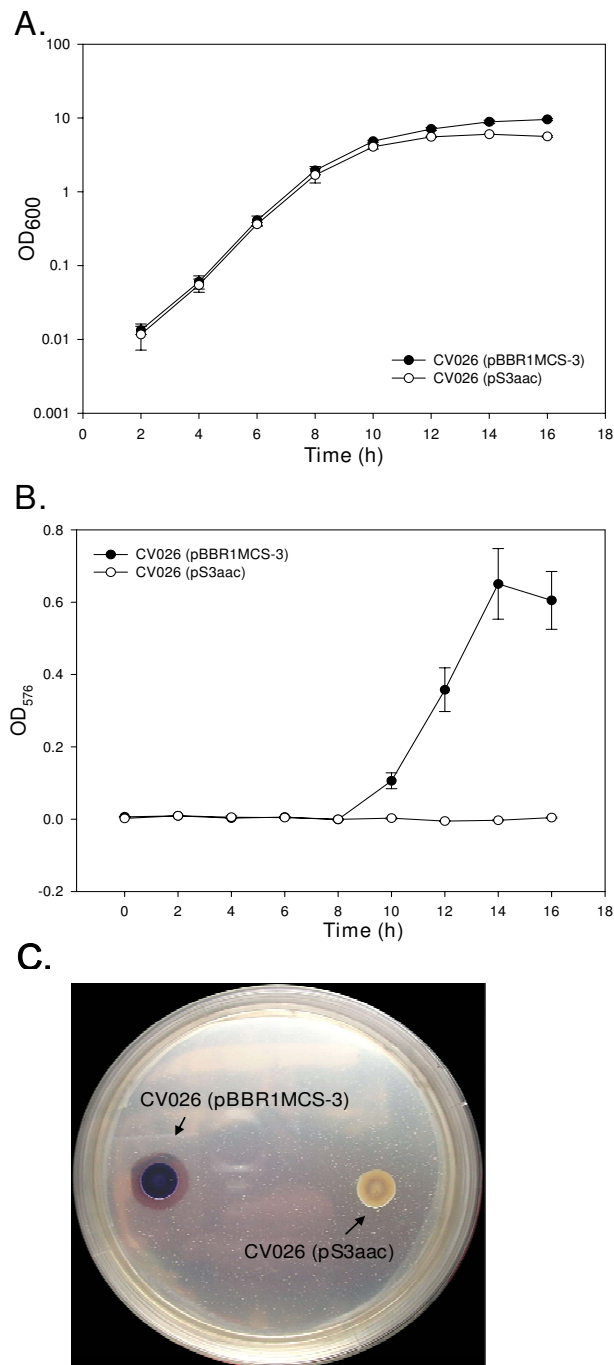 A.
100
10
1
0.1
0.01
0.001
OD600
CV026 (pBBR1MCS-3)
CV026 (pS3aac)
0 2 4 6 8 10 12 14 16 18
Time (h)
B.
0.8
0.6
0.4
0.2
0.0
-0.2
OD576
CV026 (pBBR1MCS-3)
CV026 (pS3aac)
0 2 4 6 8 10 12 14 16 18
Time (h)
C.
CV026 (pBBR1MCS-3)
CV026 (pS3aac)